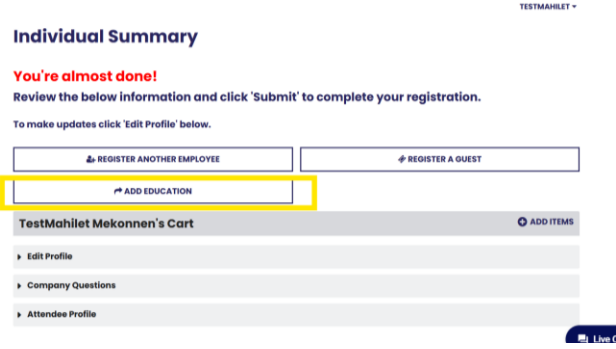 TESTMAHILET
Individual Summary
You're almost done!
Review the below information and click 'Submit' to complete your registration.
To make updates click 'Edit Profile' below.
REGISTER ANOTHER EMPLOYEE
REGISTER A GUEST
ADD EDUCATION
TestMahilet Mekonnen's Cart
ADD ITEMS
Edit Profile
Company Questions
Attendee Profile
Live